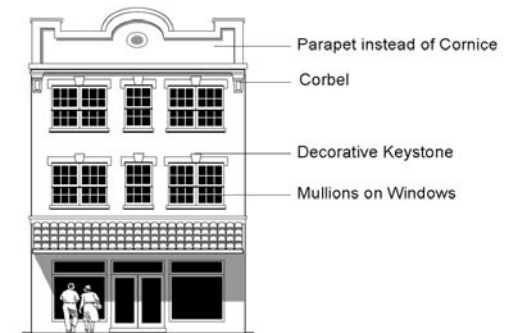 Parapet instead of Cornice
Corbel
Decorative Keystone
Mullions on Windows